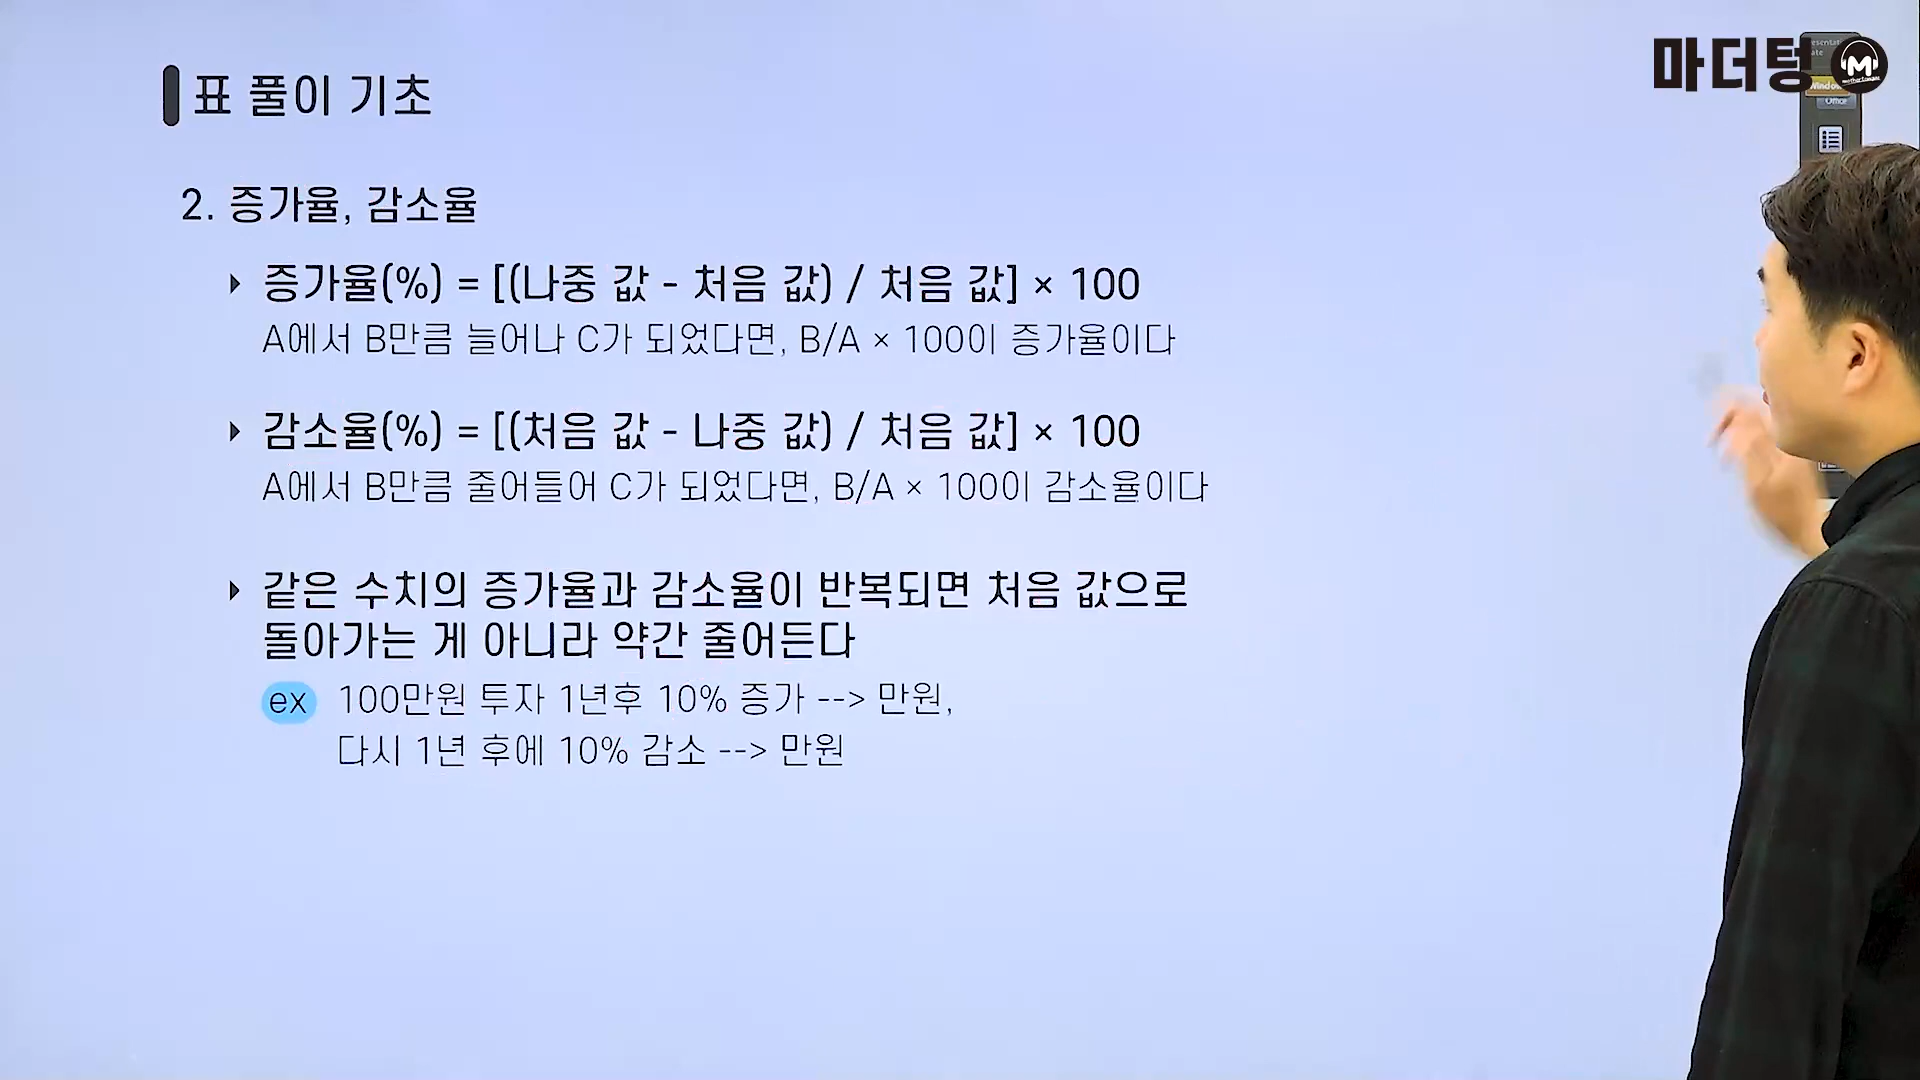 마더텅
M
Window
Office
표 풀이 기초
2. 증가율, 감소율
증가율(%) = [(나중 값 - 처음 값) / 처음 값] × 100
A에서 B만큼 늘어나 C가 되었다면, B/A × 100이 증가율이다
감소율(%) = [(처음 값 - 나중 값) / 처음 값] × 100
A에서 B만큼 줄어들어 C가 되었다면, B/A × 100이 감소율이다
같은 수치의 증가율과 감소율이 반복되면 처음 값으로
돌아가는 게 아니라 약간 줄어든다
ex 100만원 투자 1년후 10% 증가 --> 만원,
다시 1년 후에 10% 감소 --> 만원